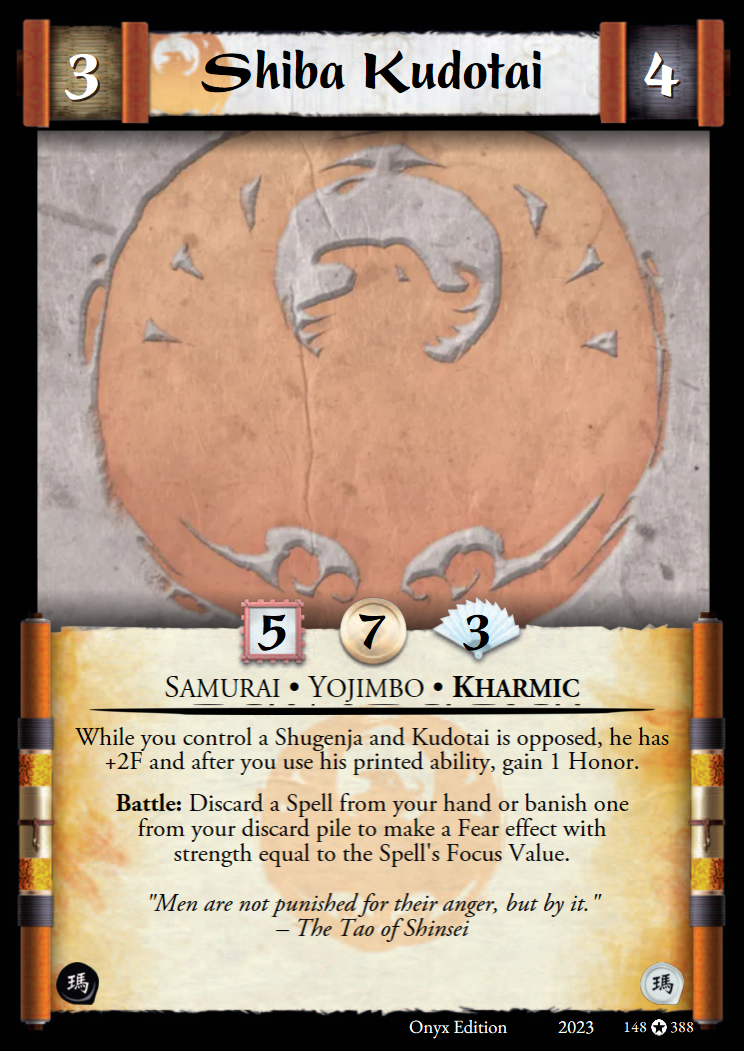 3 Shiba Kudotai 4
5 7 3
SAMURAI • YOJIMBO • KHARMIC
While you control a Shugenja and Kudotai is opposed, he has
+2F and after you use his printed ability, gain 1 Honor.
Battle: Discard a Spell from your hand or banish one
from your discard pile to make a Fear effect with
strength equal to the Spell's Focus Value.
"Men are not punished for their anger, but by it."
– The Tao of Shinsei
瑪 瑪
Onyx Edition 2023 148 ✪ 388